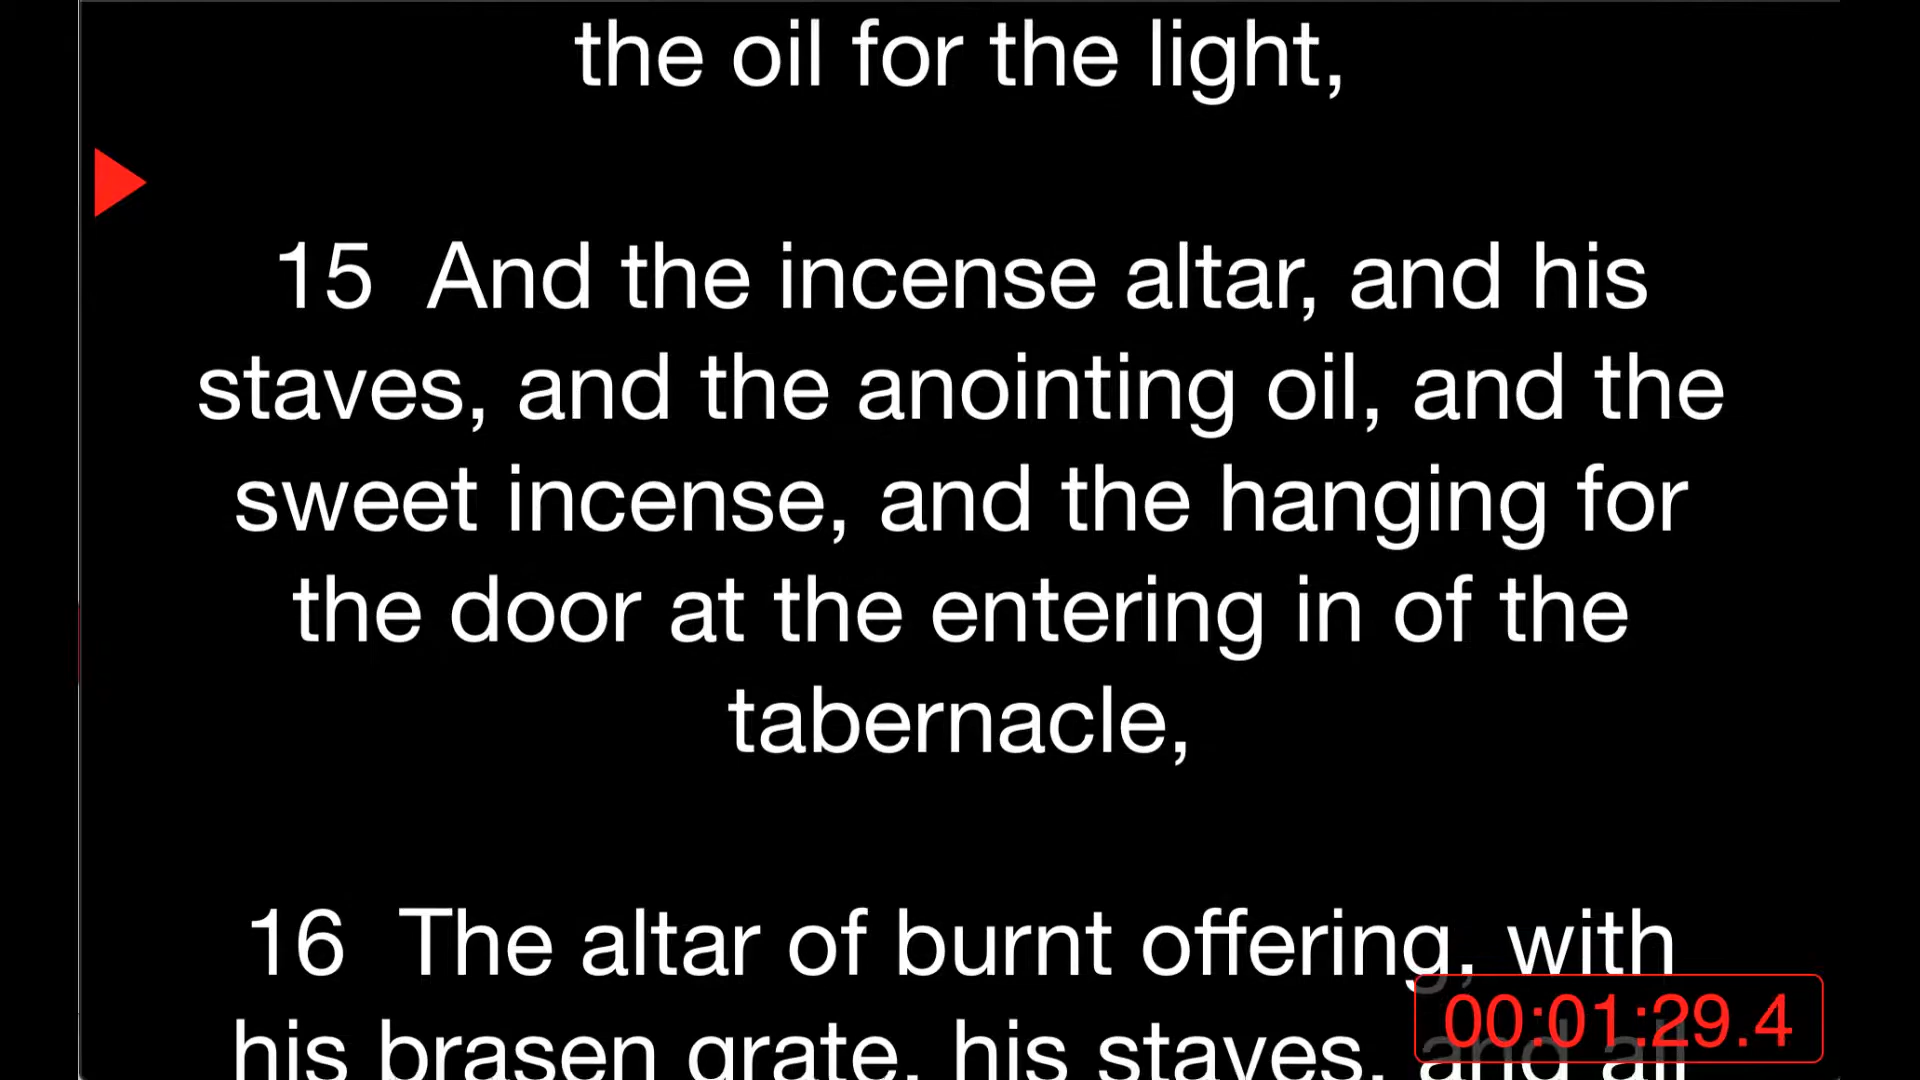 the oil for the light,
15 And the incense altar, and his
staves, and the anointing oil, and the
sweet incense, and the hanging for
the door at the entering in of the
tabernacle,
16 The altar of burnt offering, with
his brasen grate, his staves, and all
00:01:29.4